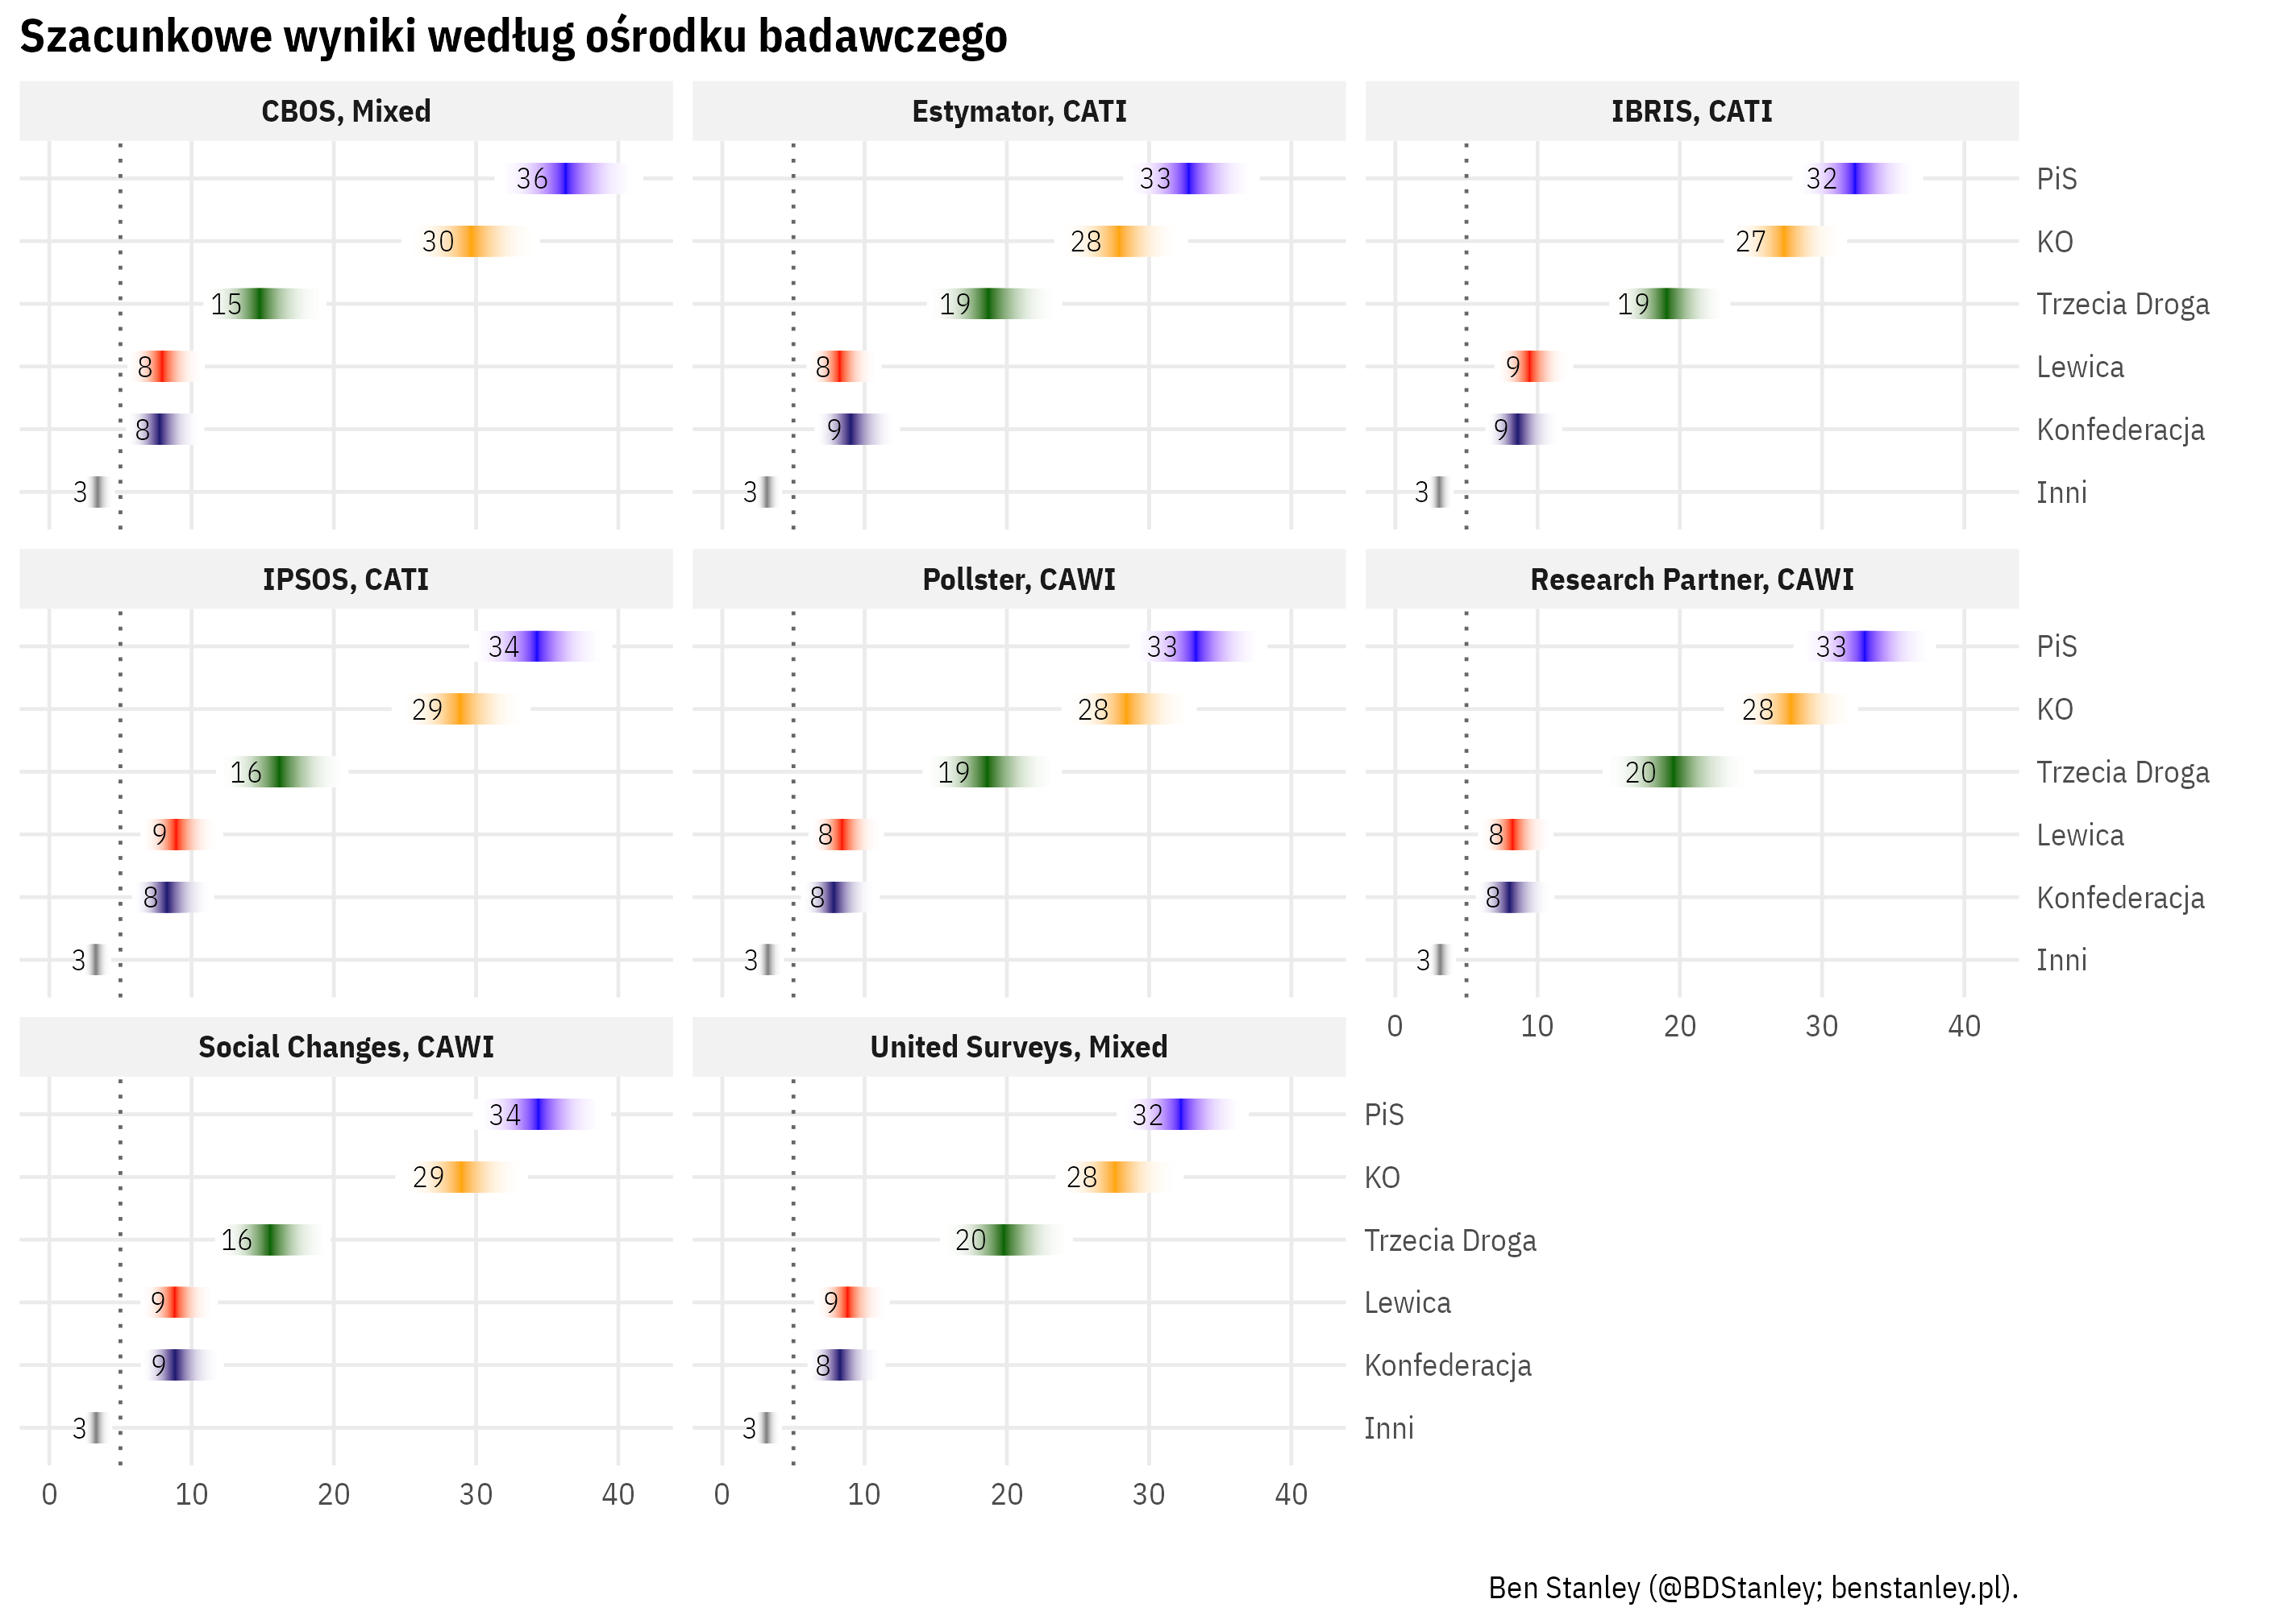 Szacunkowe wyniki według ośrodku badawczego
CBOS, Mixed
Estymator, CATI
IBRIS, CATI
36
33
32
PiS
30
28
27
KO
15
19
19
Trzecia Droga
8
8
9
Lewica
8
9
9
Konfederacja
3
3
3
Inni
IPSOS, CATI
Pollster, CAWI
Research Partner, CAWI
34
33
33
PiS
29
28
28
KO
16
19
20
Trzecia Droga
9
8
8
Lewica
8
8
8
Konfederacja
3
3
3
Inni
0 10 20 30 40
Social Changes, CAWI
United Surveys, Mixed
34
32
PiS
29
28
KO
16
20
Trzecia Droga
9
9
Lewica
9
8
Konfederacja
3
3
Inni
0 10 20 30 40
0 10 20 30 40
Ben Stanley (@BDStanley; benstanley.pl).